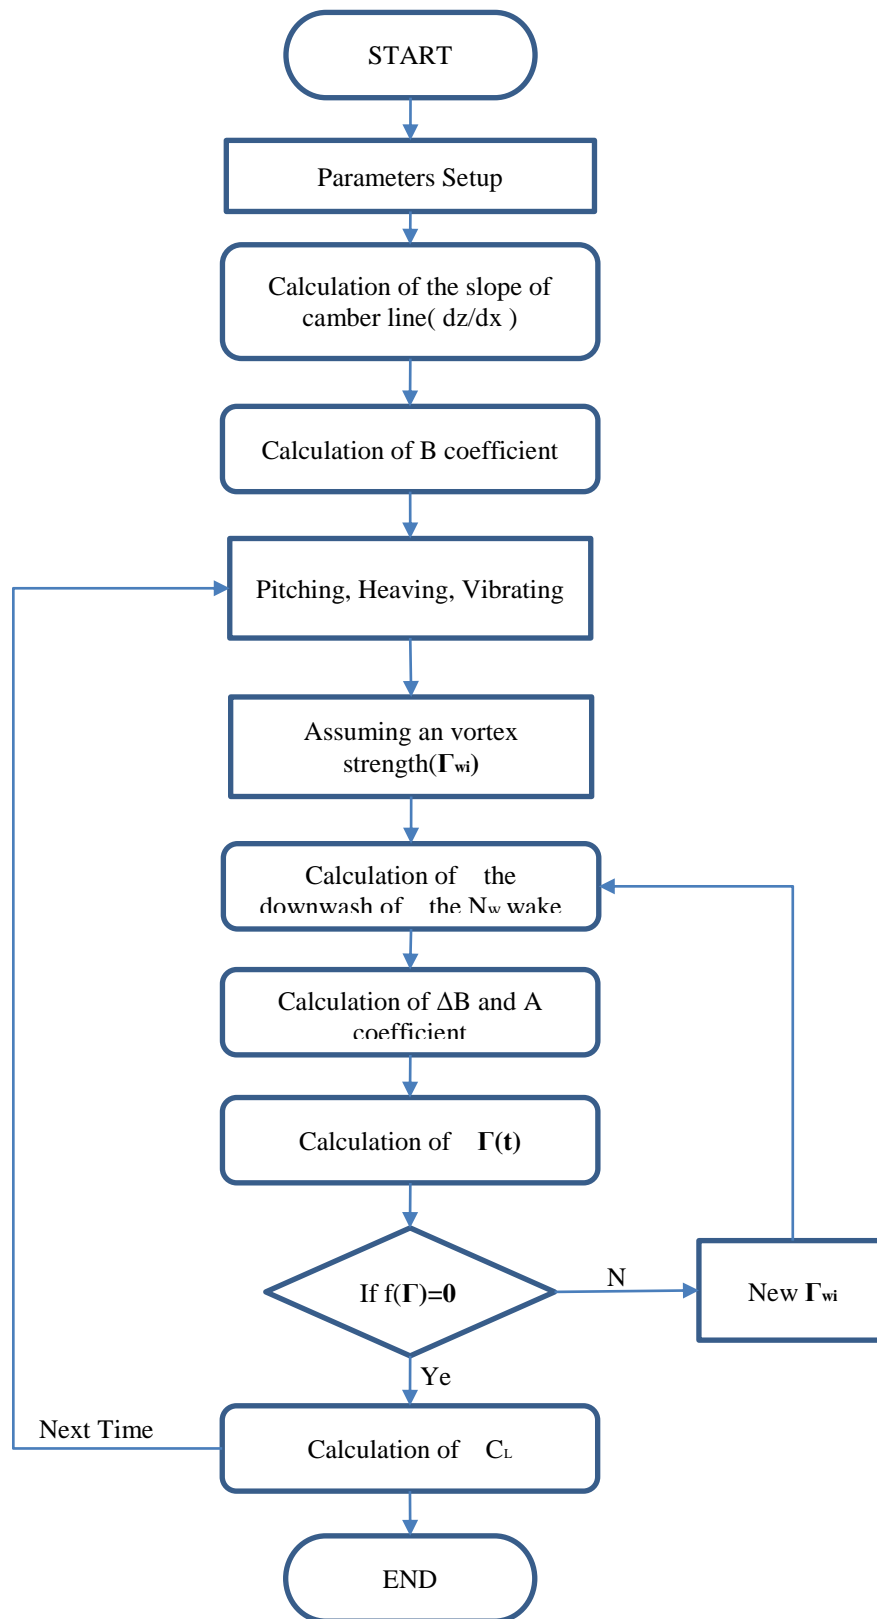 START
Parameters Setup
Calculation of the slope of
camber line( dz/dx )
Calculation of B coefficient
Pitching, Heaving, Vibrating
Assuming an vortex
strength(Γwi)
Calculation of the
downwash of the Nw wake
Calculation of ΔB and A
coefficient
Calculation of Γ(t)
If f(Γ)=0
N
New Γwi
Ye
Next Time
Calculation of CL
END